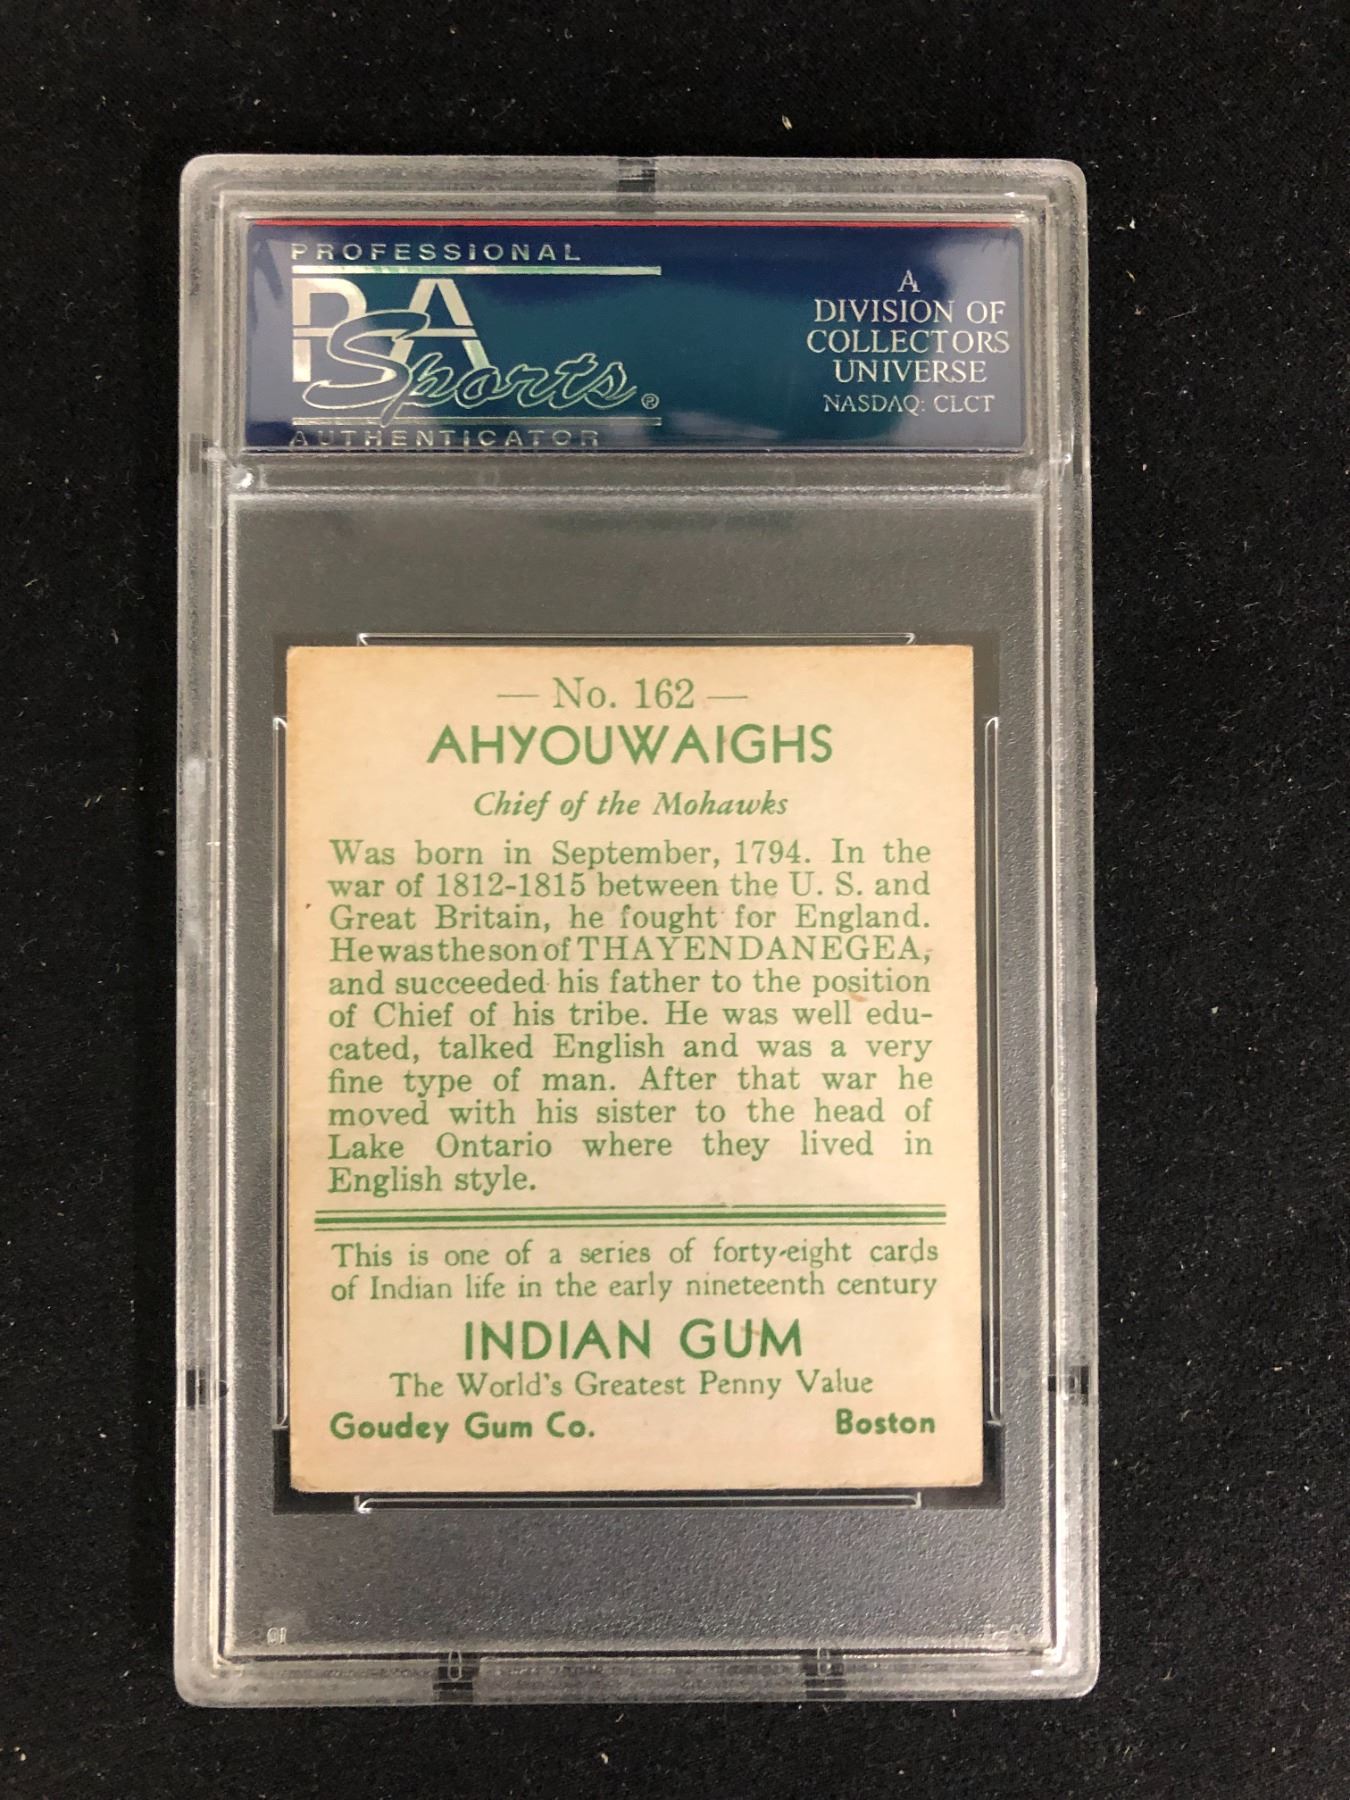 PROFESSIONAL
PSA
Sports®
AUTHENTICATOR
A
DIVISION OF
COLLECTORS
UNIVERSE
NASDAQ: CLCT
— No. 162 —
AHYOUWAIGHS
Chief of the Mohawks
Was born in September, 1794. In the
war of 1812-1815 between the U. S. and
Great Britain, he fought for England.
He was the son of THAYENDANEGEA,
and succeeded his father to the position
of Chief of his tribe. He was well edu-
cated, talked English and was a very
fine type of man. After that war he
moved with his sister to the head of
Lake Ontario where they lived in
English style.
This is one of a series of forty-eight cards
of Indian life in the early nineteenth century
INDIAN GUM
The World's Greatest Penny Value
Goudey Gum Co. Boston